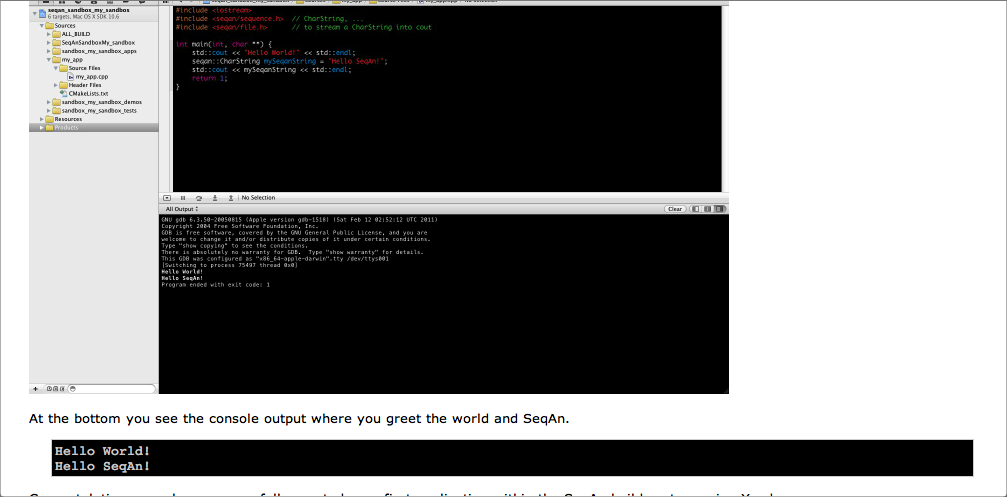 seqan_sandbox_my_sandbox
6 targets, Mac OS X SDK 10.6
Sources
ALL_BUILD
SeqAnSandboxMy_sandbox
sandbox_my_sandbox_apps
my_app
Source Files
my_app.cpp
Header Files
CMakeLists.txt
sandbox_my_sandbox_demos
sandbox_my_sandbox_tests
Resources
Products
#include <iostream>
#include <seqan/sequence.h>  // CharString, ...
#include <seqan/file.h>      // to stream a CharString into cout
int main(int, char **) {
std::cout << "Hello World!" << std::endl;
seqan::CharString mySeqanString = "Hello SeqAn!";
std::cout << mySeqanString << std::endl;
return 1;
}
No Selection
All Output
Clear
GNU gdb 6.3.50-20050815 (Apple version gdb-1518) (Sat Feb 12 02:52:12 UTC 2011)
Copyright 2004 Free Software Foundation, Inc.
GDB is free software, covered by the GNU General Public License, and you are
welcome to change it and/or distribute copies of it under certain conditions.
Type "show copying" to see the conditions.
There is absolutely no warranty for GDB.  Type "show warranty" for details.
This GDB was configured as "x86_64-apple-darwin".tty /dev/ttys001
[Switching to process 75497 thread 0x0]
Hello World!
Hello SeqAn!
Program ended with exit code: 1
At the bottom you see the console output where you greet the world and SeqAn.
Hello World!
Hello SeqAn!